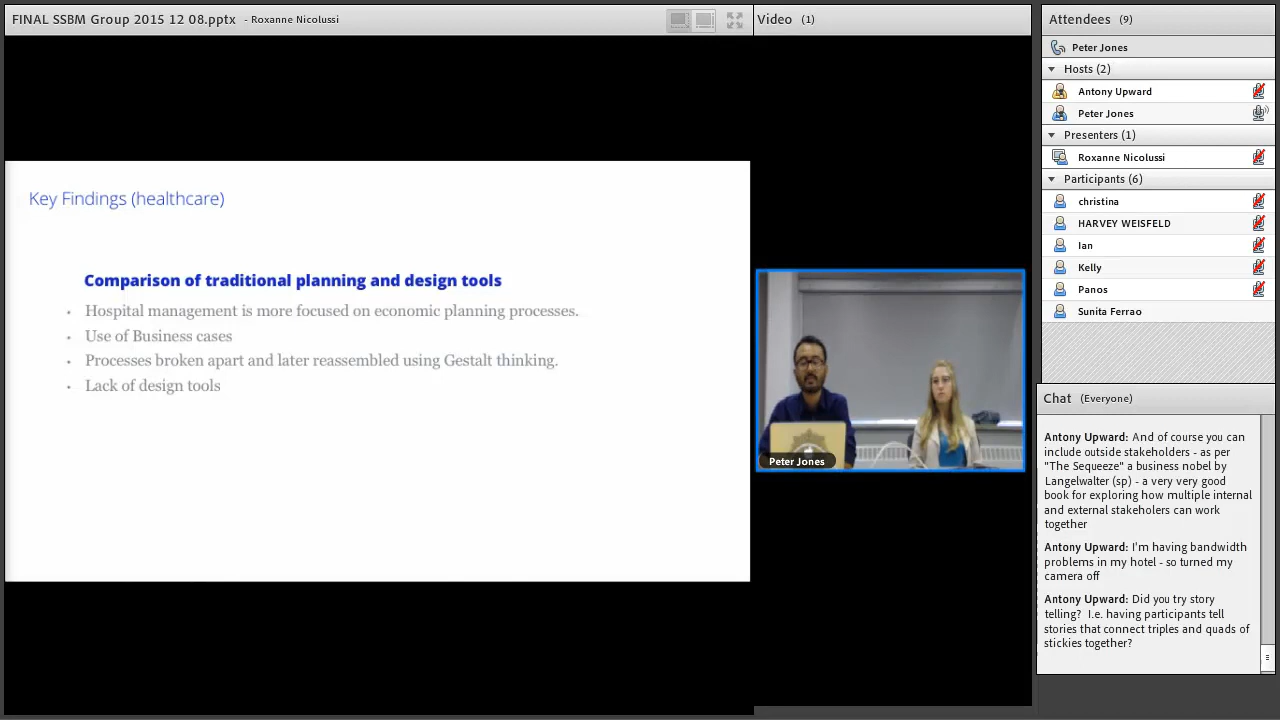 FINAL SSBM Group 2015 12 08.pptx - Roxanne Nicolussi
Key Findings (healthcare)
Comparison of traditional planning and design tools
• Hospital management is more focused on economic planning processes.
• Use of Business cases
• Processes broken apart and later reassembled using Gestalt thinking.
• Lack of design tools
Video (1)
Peter Jones
Attendees (9)
Peter Jones
Hosts (2)
Antony Upward
Peter Jones
Presenters (1)
Roxanne Nicolussi
Participants (6)
christina
HARVEY WEISFELD
Ian
Kelly
Panos
Sunita Ferrao
Chat (Everyone)
Antony Upward: And of course you can
include outside stakeholders - as per
"The Sequeeze" a business nobel by
Langelwalter (sp) - a very very good
book for exploring how multiple internal
and external stakeholers can work
together
Antony Upward: I'm having bandwidth
problems in my hotel - so turned my
camera off
Antony Upward: Did you try story
telling? I.e. having participants tell
stories that connect triples and quads of
stickies together?